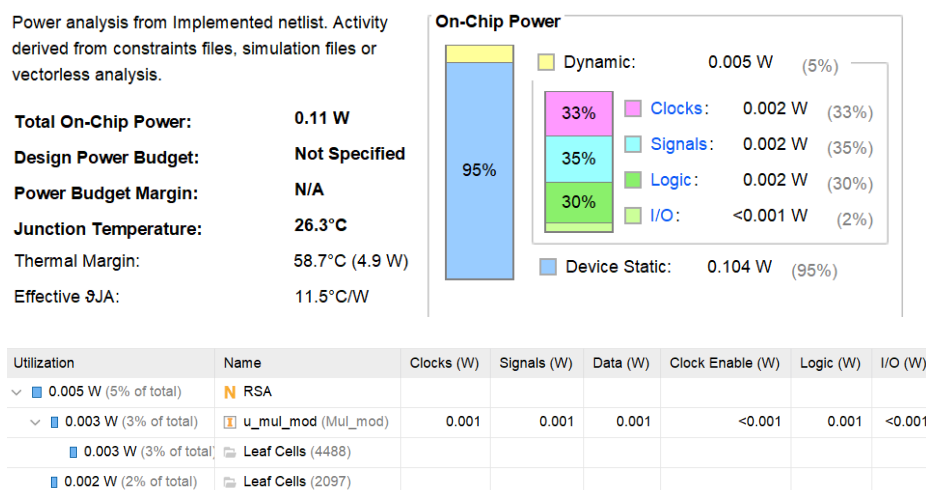 Power analysis from Implemented netlist. Activity
derived from constraints files, simulation files or
vectorless analysis.
Total On-Chip Power: 0.11 W
Design Power Budget: Not Specified
Power Budget Margin: N/A
Junction Temperature: 26.3°C
Thermal Margin: 58.7°C (4.9 W)
Effective ϑJA: 11.5°C/W
On-Chip Power
Dynamic: 0.005 W (5%)
33% Clocks: 0.002 W (33%)
35% Signals: 0.002 W (35%)
95%
30% Logic: 0.002 W (30%)
I/O: <0.001 W (2%)
Device Static: 0.104 W (95%)
Utilization Name Clocks (W) Signals (W) Data (W) Clock Enable (W) Logic (W) I/O (W)
0.005 W (5% of total) N RSA
0.003 W (3% of total) I u_mul_mod (Mul_mod) 0.001 0.001 0.001 <0.001 0.001 <0.001
0.003 W (3% of total Leaf Cells (4488)
0.002 W (2% of total) Leaf Cells (2097)